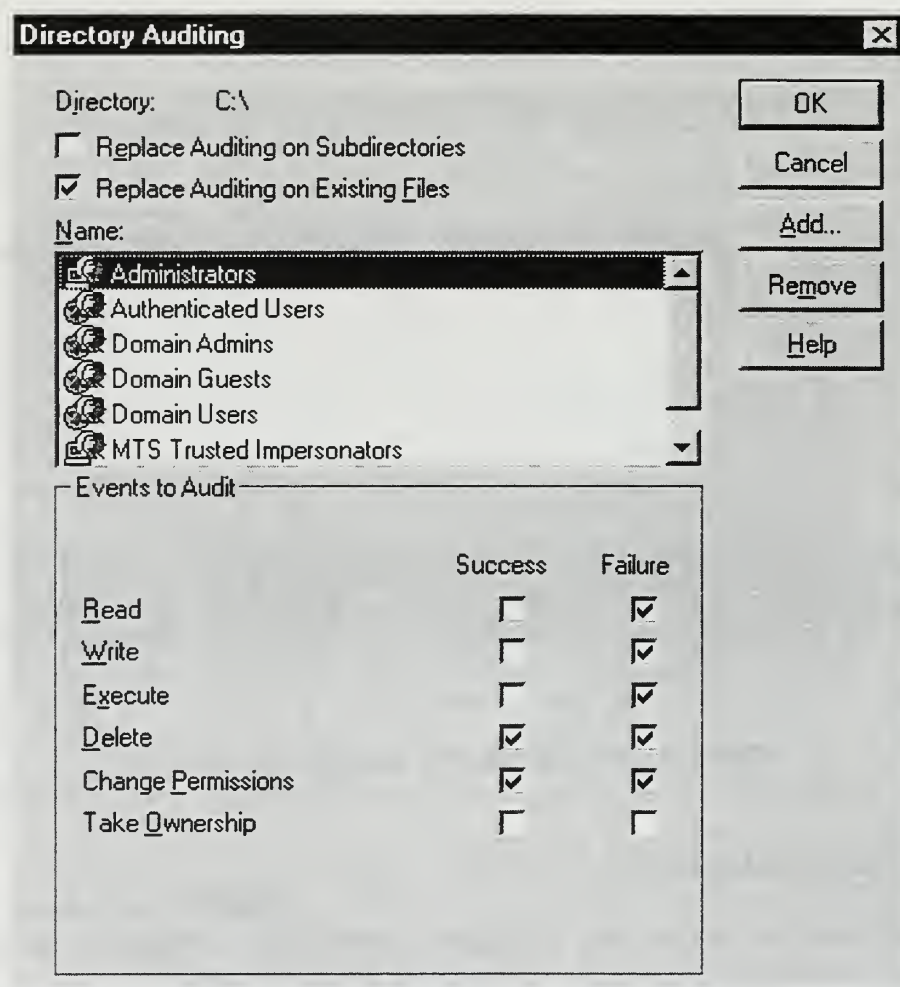 Directory Auditing
Directory: C:\
OK
Replace Auditing on Subdirectories
Cancel
Replace Auditing on Existing Files
Name:
Add...
Administrators
Remove
Authenticated Users
Domain Admins
Help
Domain Guests
Domain Users
MTS Trusted Impersonators
Events to Audit
Success Failure
Read
Write
Execute
Delete
Change Permissions
Take Ownership